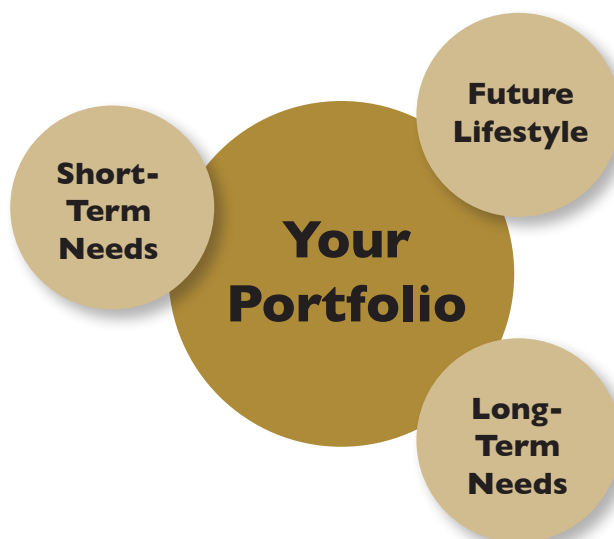 Future
Lifestyle
Short-
Term
Needs
Your
Portfolio
Long-
Term
Needs